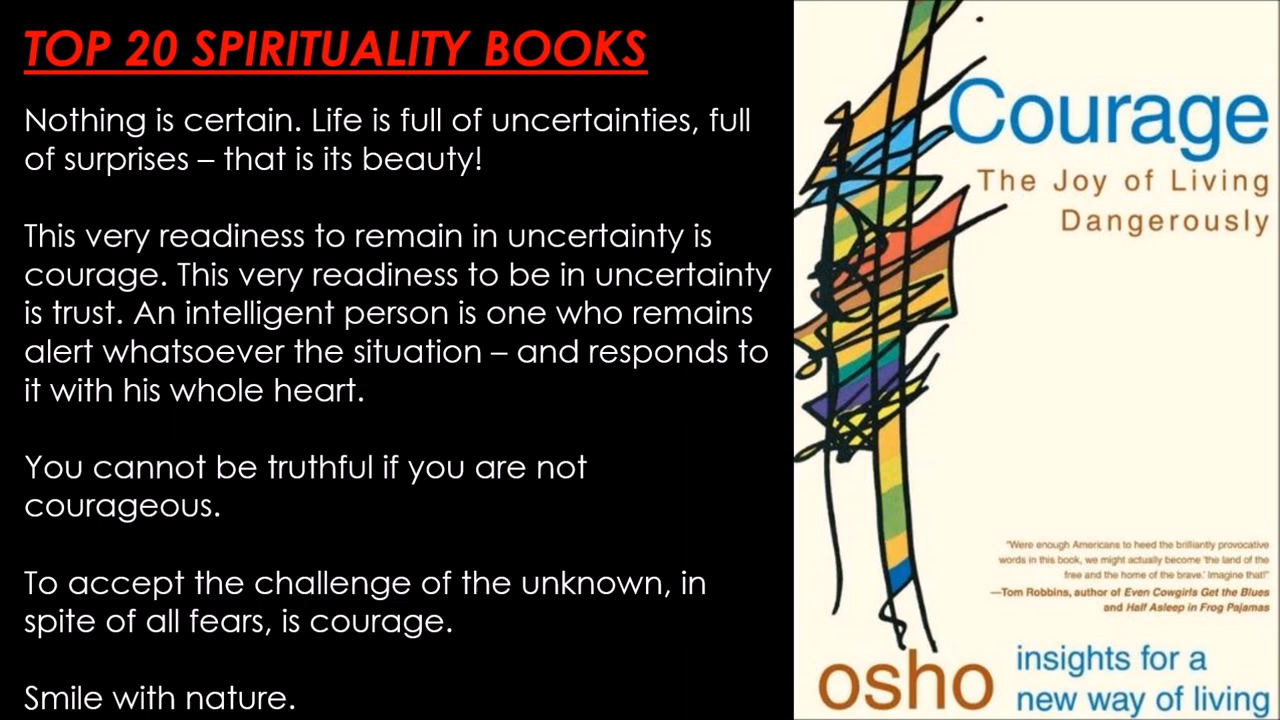 TOP 20 SPIRITUALITY BOOKS
Nothing is certain. Life is full of uncertainties, full
of surprises – that is its beauty!
This very readiness to remain in uncertainty is
courage. This very readiness to be in uncertainty
is trust. An intelligent person is one who remains
alert whatsoever the situation – and responds to
it with his whole heart.
You cannot be truthful if you are not
courageous.
To accept the challenge of the unknown, in
spite of all fears, is courage.
Smile with nature.
Courage
The Joy of Living
Dangerously
"Were enough Americans to heed the brilliantly provocative
words in this book, we might actually become 'the land of the
free and the home of the brave.' Imagine that!"
—Tom Robbins, author of Even Cowgirls Get the Blues
and Half Asleep in Frog Pajamas
osho
insights for a
new way of living